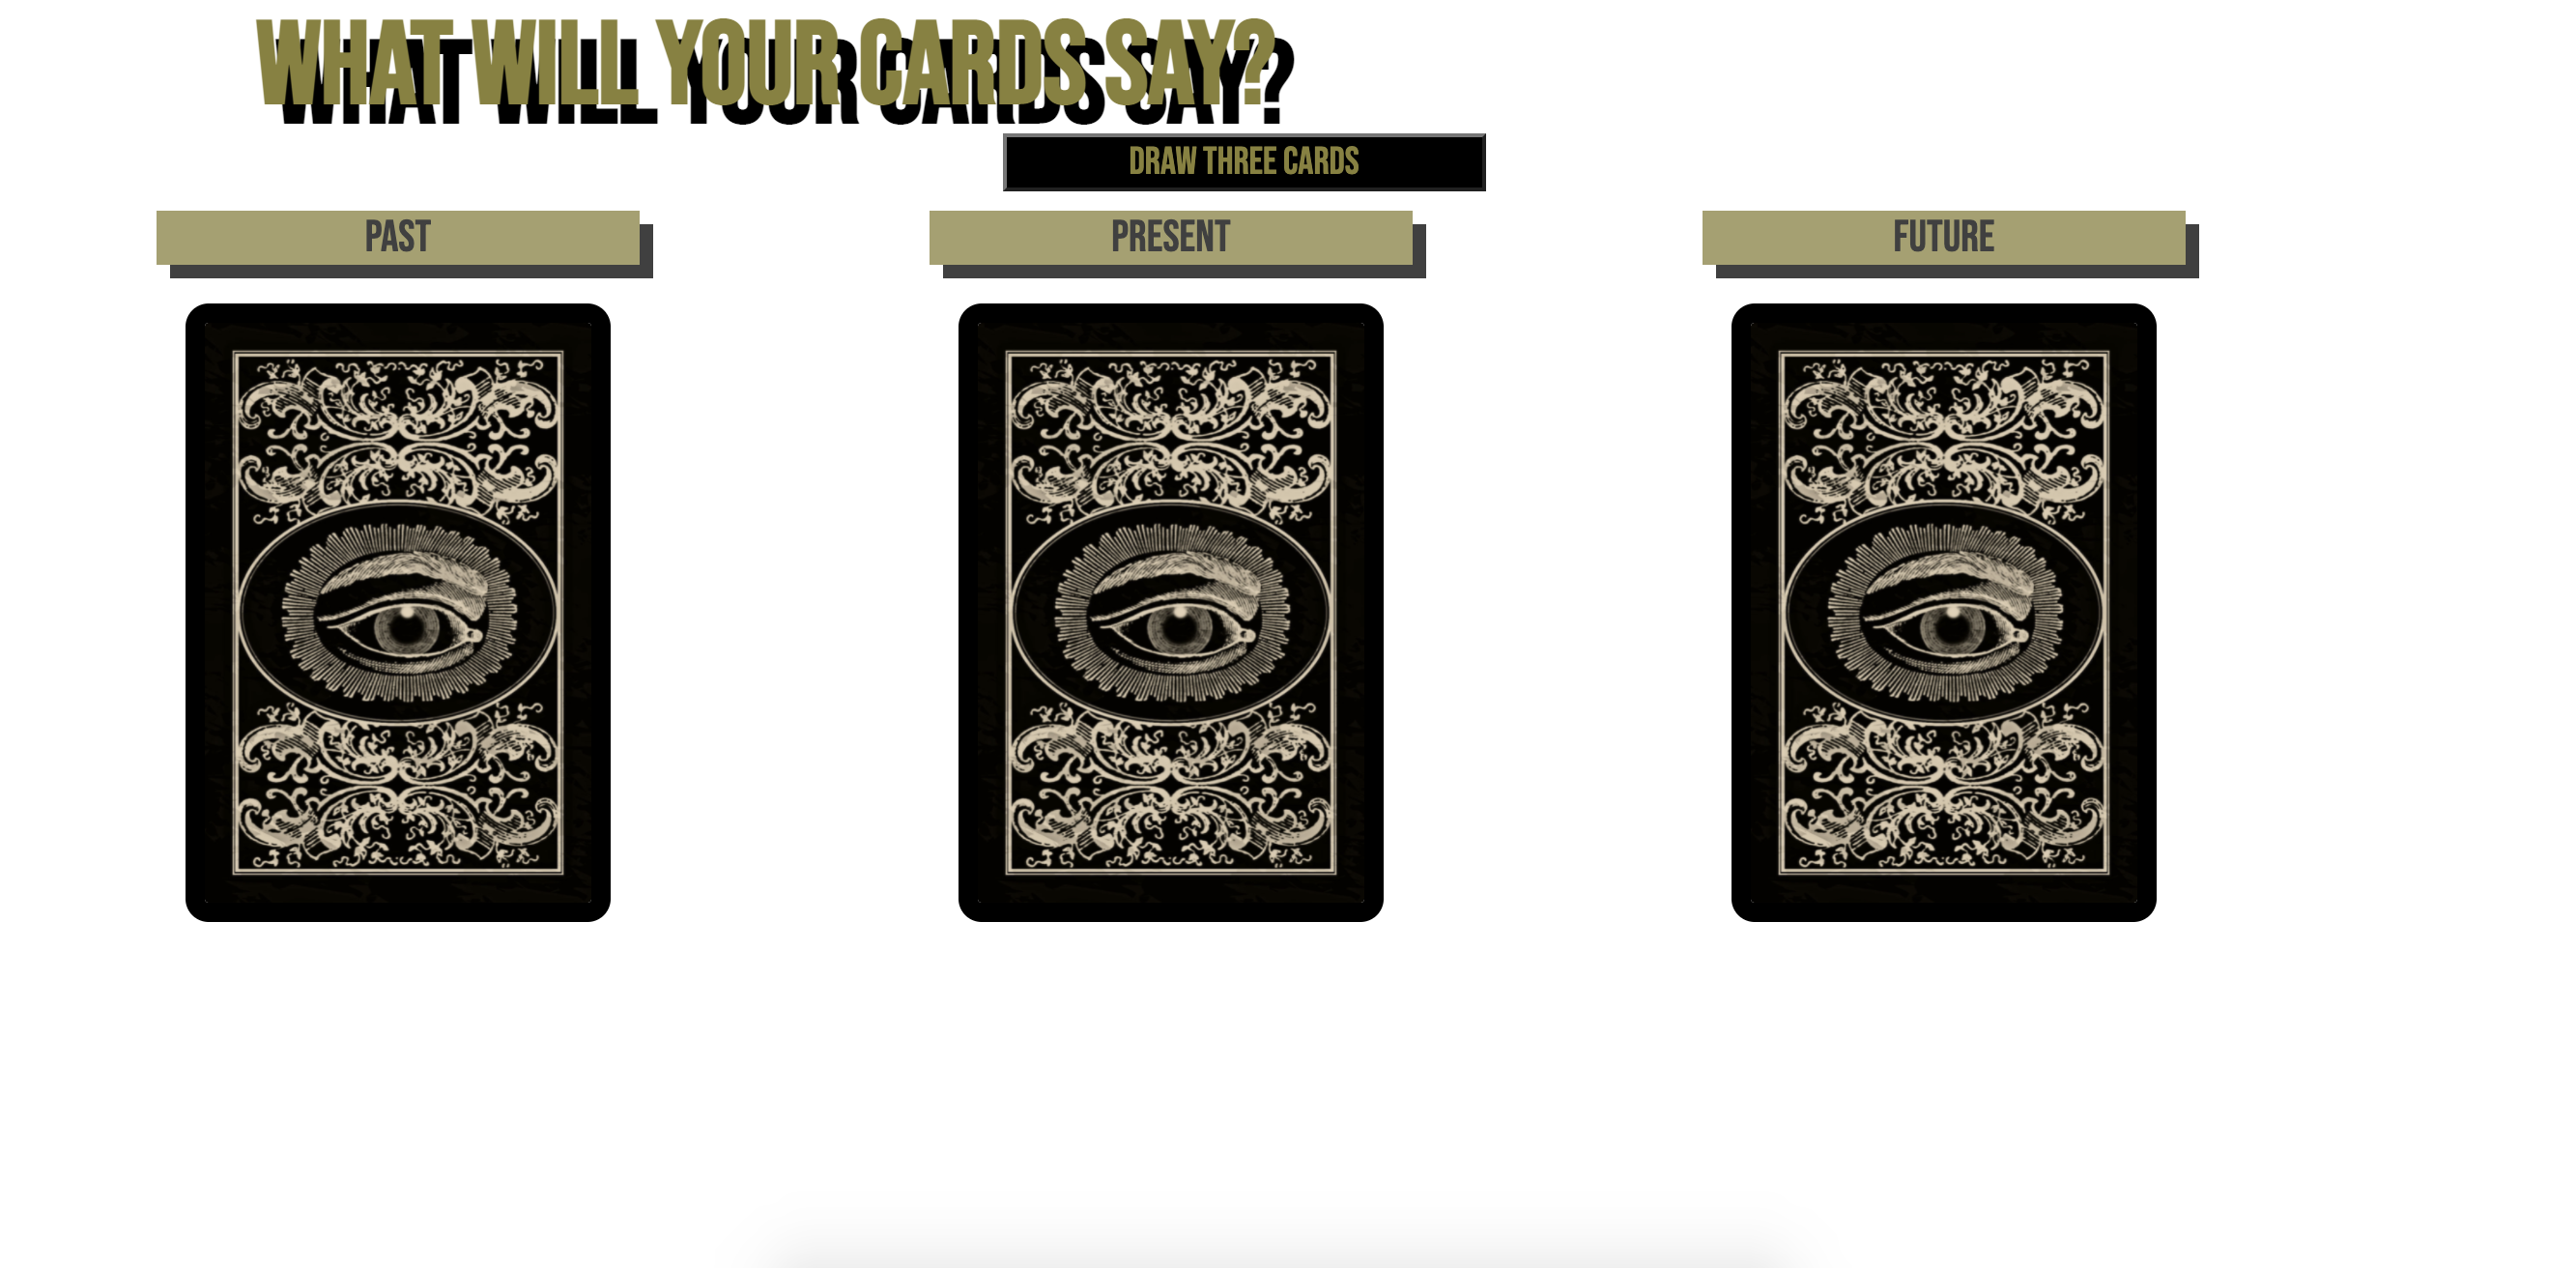 WHAT WILL YOUR CARDS SAY?
DRAW THREE CARDS
PAST
PRESENT
FUTURE